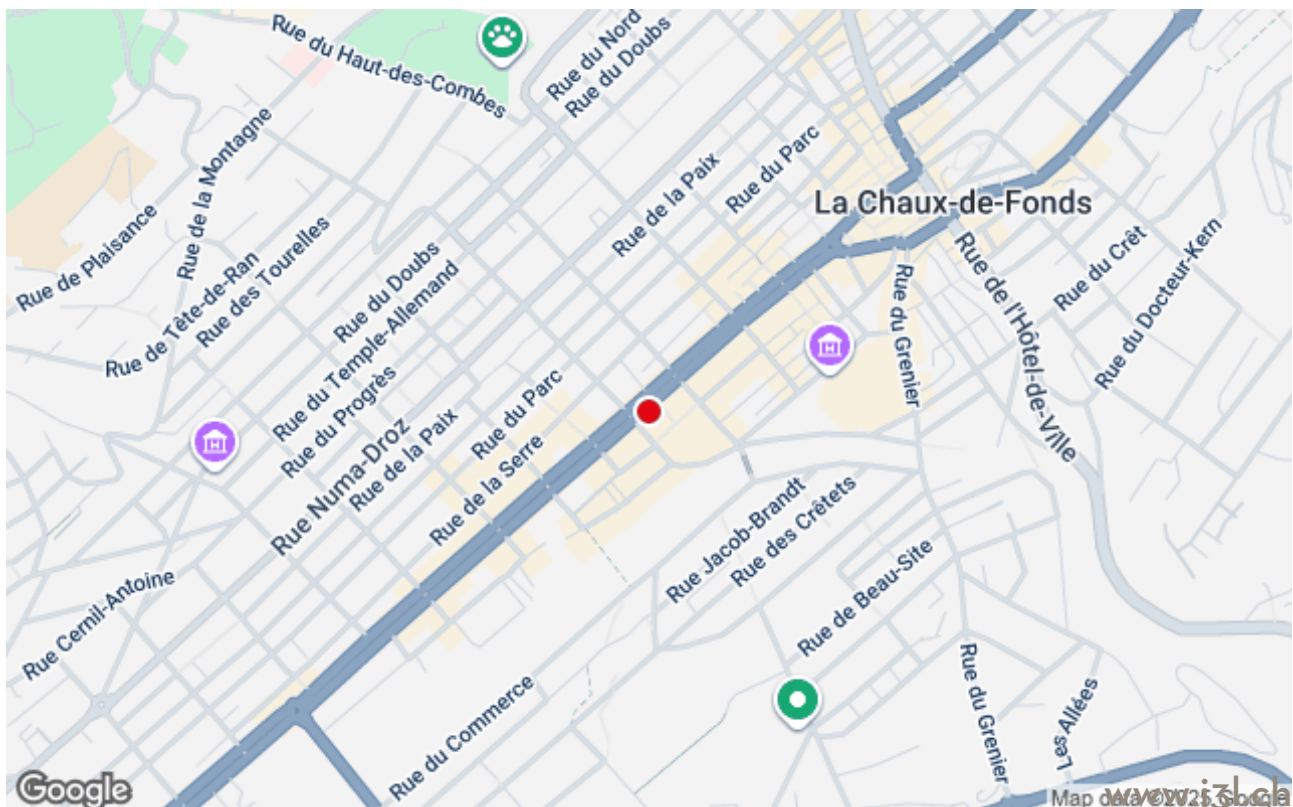 Rue du Haut-des-Combes
Rue du Nord
Rue du Doubs
Rue de la Montagne
Rue de la Paix
Rue du Parc
La Chaux-de-Fonds
Rue de Plaisance
Rue de Tête-de-Ran
Rue des Tourelles
Rue du Doubs
Rue du Temple-Allemand
Rue du Progrès
Rue Numa-Droz
Rue de la Paix
Rue du Parc
Rue de la Serre
Rue du Grenier
Rue de l'Hôtel-de-Ville
Rue du Crêt
Rue du Docteur-Kern
Rue Jacob-Brandt
Rue des Crêtets
Rue de Beau-Site
Rue Cernil-Antoine
Rue du Commerce
Rue du Grenier
Les Allées
Google
Map data ©2025 Google
www.i3l.ch